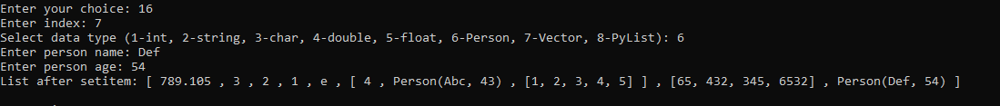 Enter your choice: 16
Enter index: 7
Select data type (1-int, 2-string, 3-char, 4-double, 5-float, 6-Person, 7-Vector, 8-PyList): 6
Enter person name: Def
Enter person age: 54
List after setitem: [ 789.105 , 3 , 2 , 1 , e , [ 4 , Person(Abc, 43) , [1, 2, 3, 4, 5] ] , [65, 432, 345, 6532] , Person(Def, 54) ]